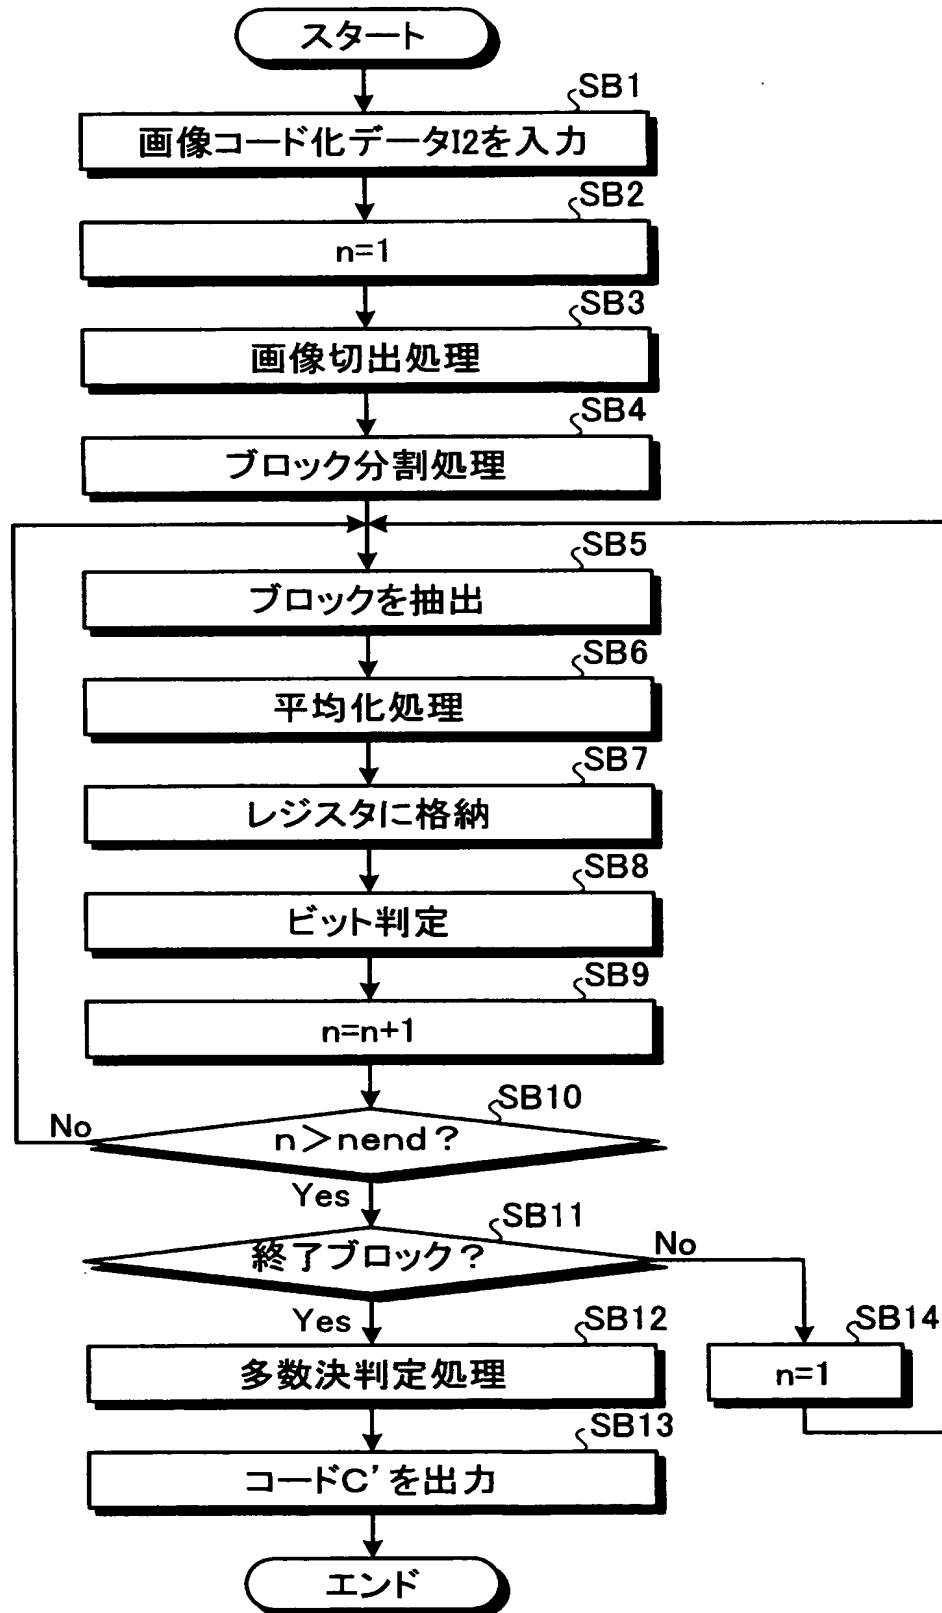 スタート
SB1
画像コード化データI2を入力
SB2
n=1
SB3
画像切出処理
SB4
ブロック分割処理
SB5
ブロックを抽出
SB6
平均化処理
SB7
レジスタに格納
SB8
ビット判定
SB9
n=n+1
SB10
No
n>nend?
Yes
SB11
終了ブロック?
No
Yes
SB12
多数決判定処理
SB14
n=1
SB13
コードC'を出力
エンド